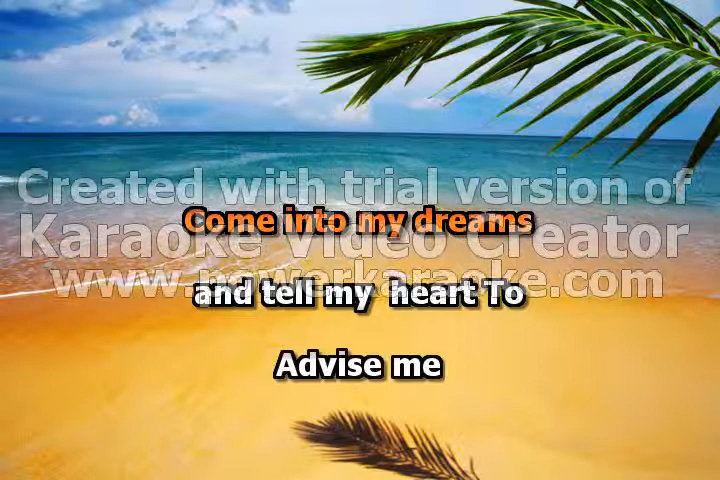 Created with trial version of
Come into my dreams
Karaoke Video Creator
www.powerkaraoke.com
and tell my heart To
Advise me